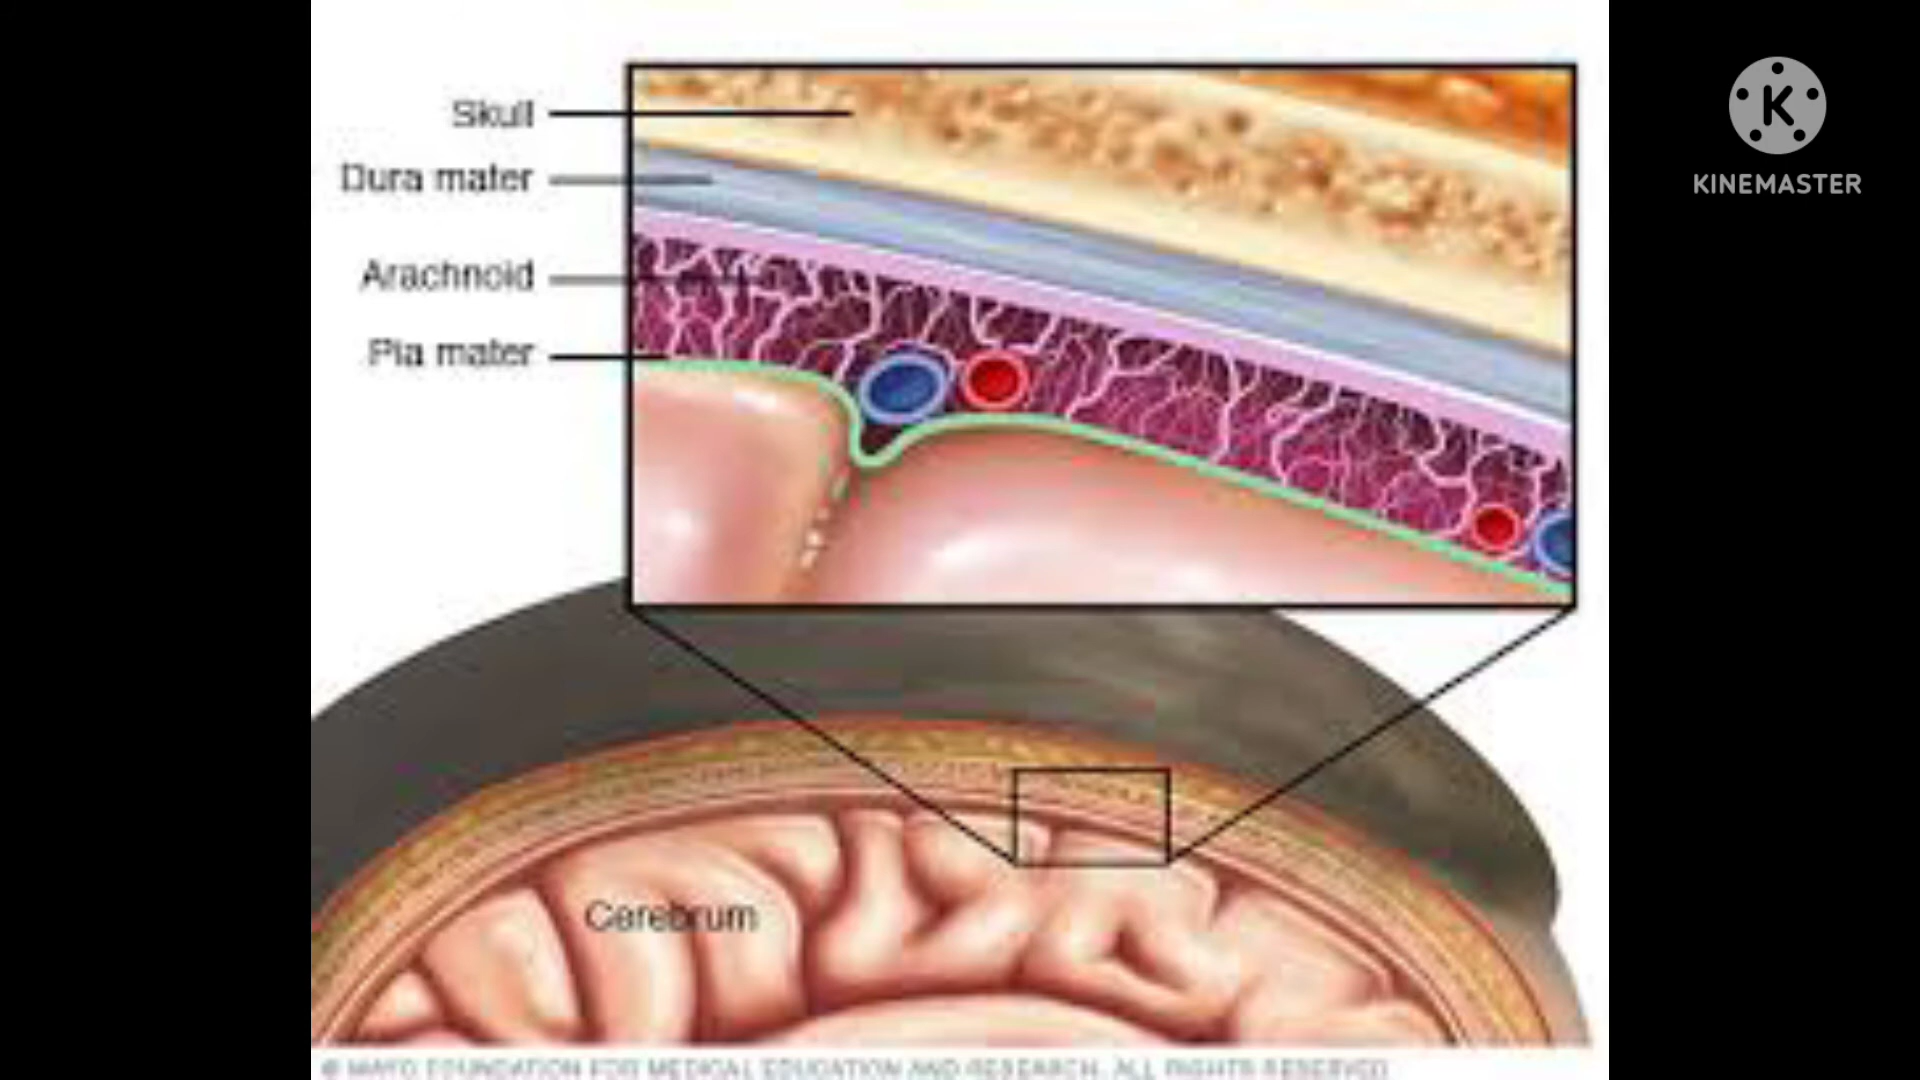 Skull
Dura mater
Arachnoid
Pia mater
Cerebrum
© MAYO FOUNDATION FOR MEDICAL EDUCATION AND RESEARCH. ALL RIGHTS RESERVED.
K
KINEMASTER